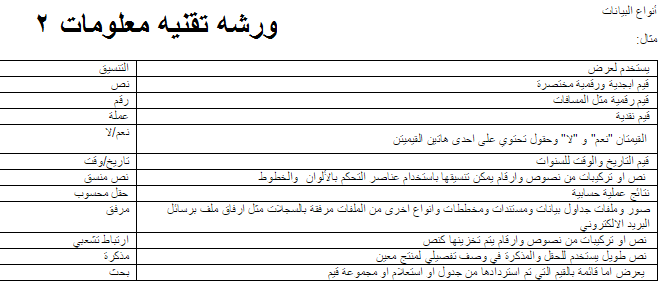 أنواع البيانات
ورشه تقنيه معلومات ٢
مثال:
يستخدم لعرض التنسيق
قيم ابجدية ورقمية مختصرة نص
قيم رقمية مثل المسافات رقم
قيم نقدية عملة
القيمتان "نعم" و "لا" وحقول تحتوي على احدى هاتين القيميتن نعم/لا
قيم التاريخ والوقت للسنوات تاريخ/وقت
نص او تركيبات من نصوص وارقام يمكن تنسيقها باستخدام عناصر التحكم بالألوان والخطوط نص منسق
نتائج عملية حسابية حقل محسوب
صور وملفات جداول بيانات ومستندات ومخططات وانواع اخرى من الملفات مرفقة بالسجلات مثل ارفاق ملف برسائل مرفق
البريد الالكتروني
نص او تركيبات من نصوص وارقام يتم تخزينها كنص ارتباط تشعبي
نص طويل يستخدم للحقل والمذكرة في وصف تفصيلي لمنتج معين مذكرة
يعرض اما قائمة بالقيم التي تم استردادها من جدول او استعلام او مجموعة قيم بحث